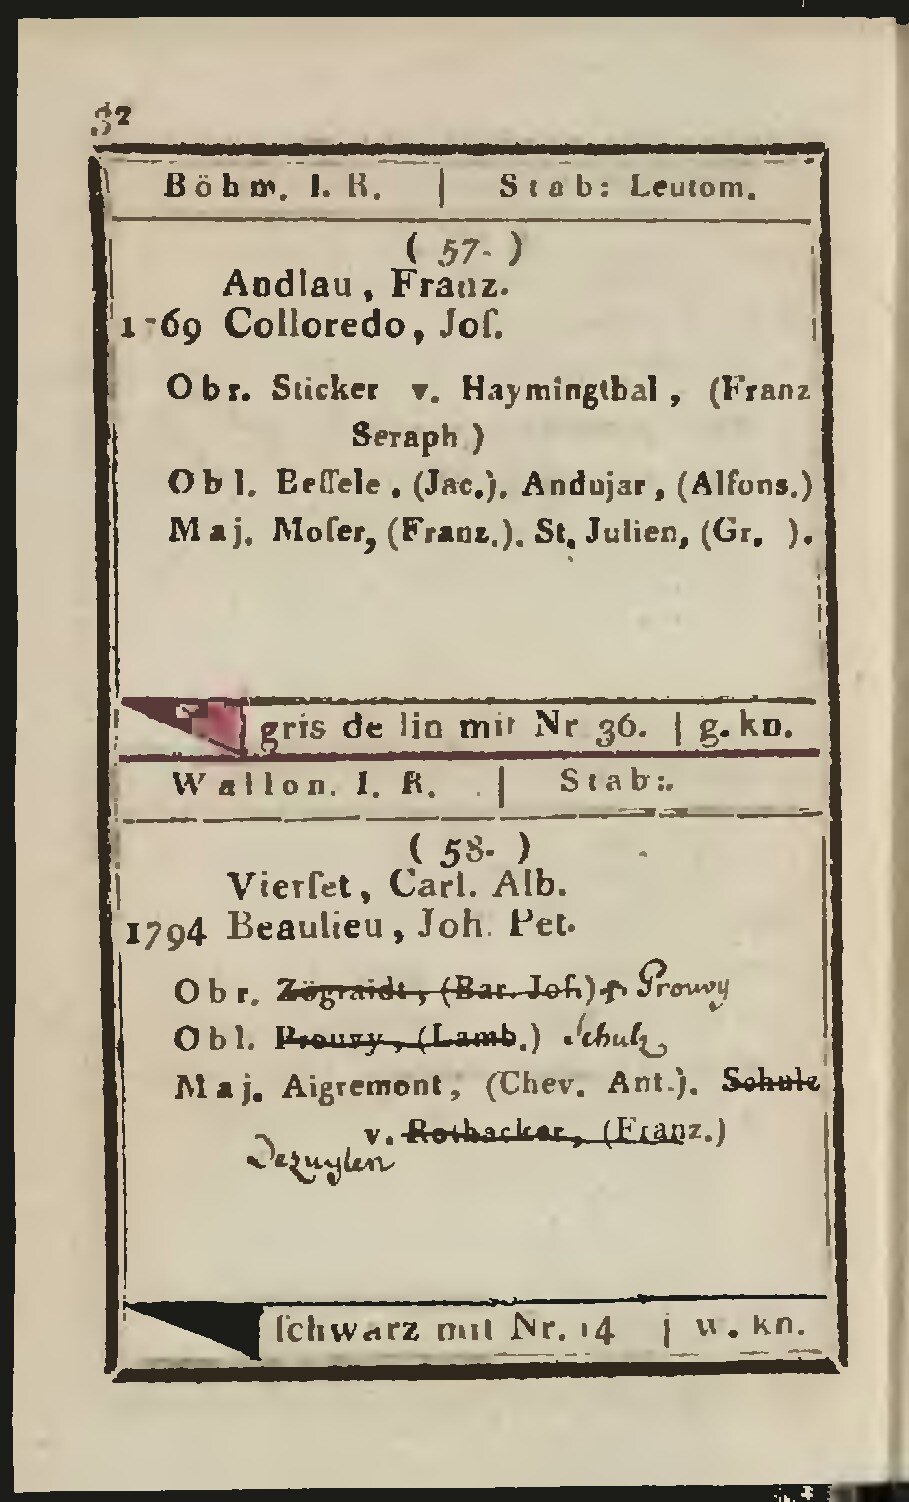 Böhm. I. R. | Stab: Leutom.
( 57. )
Andlau, Franz.
1769 Colloredo, Joſ.
Obr. Sticker v. Haymingthal, (Franz
Seraph.)
Obl. Beſſele, (Jac.). Andujar, (Alfons.)
Maj. Moſer, (Franz.). St. Julien, (Gr. ).
gris de lin mit Nr 36. | g. kn.
Wallon. I. R. | Stab:.
( 58. )
Vierſet, Carl. Alb.
1794 Beaulieu, Joh. Pet.
Obr. Zögraidt, (Bar. Joſ.) Prouvy
Obl. Prouvy, (Lamb.) Schulz
Maj. Aigremont, (Chev. Ant.). Schulz
v. Rothacker, (Franz.)
Dezuylen
ſchwarz mit Nr. 14 | w. kn.